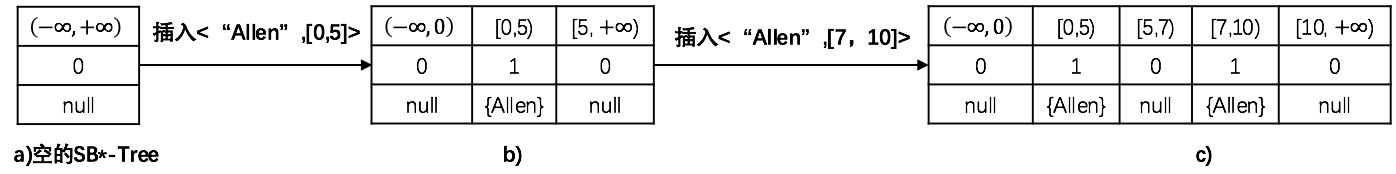 (-∞,+∞) 插入<“Allen”,[0,5]> (-∞,0) [0,5) [5,+∞) 插入<“Allen”,[7，10]> (-∞,0) [0,5) [5,7) [7,10) [10,+∞)
0 0 1 0 0 1 0 1 0
null null {Allen} null null {Allen} null {Allen} null
a)空的SB*-Tree b) c)